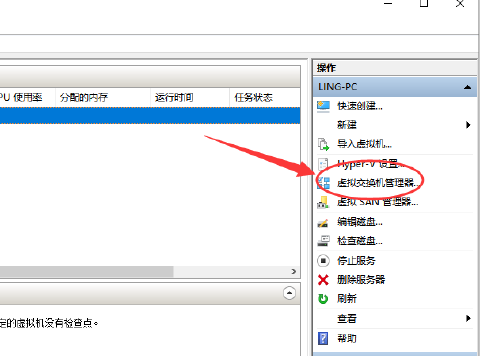 操作
PU 使用率 分配的内存 运行时间 任务状态
LING-PC
快速创建...
新建
导入虚拟机...
Hyper-V 设置...
虚拟交换机管理器...
虚拟 SAN 管理器...
编辑磁盘...
检查磁盘...
停止服务
删除服务器
刷新
定的虚拟机没有检查点。
查看
帮助